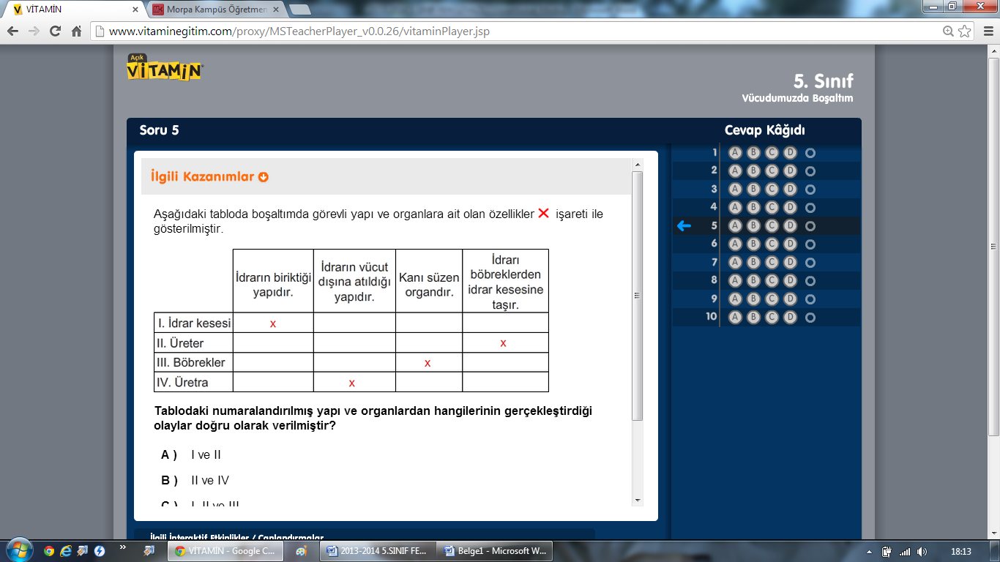 VİTAMİN
Morpa Kampüs Öğretmen
www.vitaminegitim.com/proxy/MSTeacherPlayer_v0.0.26/vitaminPlayer.jsp
Açık
VİTAMİN
5. Sınıf
Vücudumuzda Boşaltım
Soru 5
Cevap Kâğıdı
İlgili Kazanımlar
Aşağıdaki tabloda boşaltımda görevli yapı ve organlara ait olan özellikler ✕ işareti ile
gösterilmiştir.
İdrarın biriktiği
yapıdır.
İdrarın vücut
dışına atıldığı
yapıdır.
Kanı süzen
organdır.
İdrarı
böbreklerden
idrar kesesine
taşır.
I. İdrar kesesi x
II. Üreter x
III. Böbrekler x
IV. Üretra x
Tablodaki numaralandırılmış yapı ve organlardan hangilerinin gerçekleştirdiği
olaylar doğru olarak verilmiştir?
A ) I ve II
B ) II ve IV
C ) I, II ve III
1 A B C D
2 A B C D
3 A B C D
4 A B C D
5 A B C D
6 A B C D
7 A B C D
8 A B C D
9 A B C D
10 A B C D
İlgili İnteraktif Etkinlikler / Canlandırmalar
VİTAMİN - Google C...
2013-2014 5.SINIF FE...
Belge1 - Microsoft W...
18:13